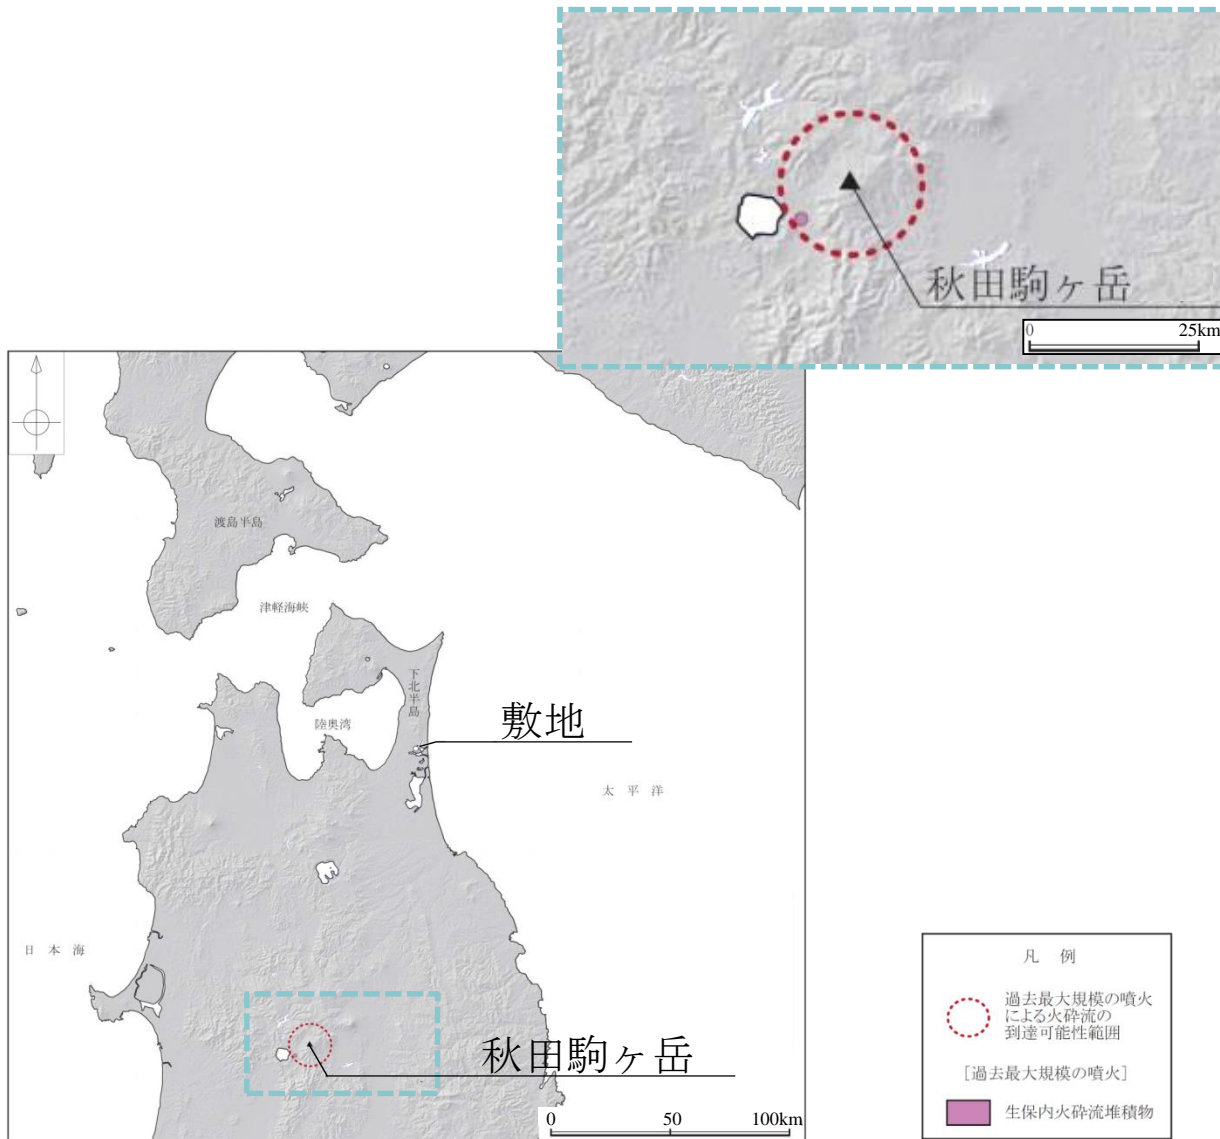 秋田駒ヶ岳
0 25km
渡島半島
津軽海峡
下北半島
陸奥湾
敷地
太平洋
日本海
秋田駒ヶ岳
0 50 100km
凡例
過去最大規模の噴火
による火砕流の
到達可能性範囲
[過去最大規模の噴火]
生保内火砕流堆積物